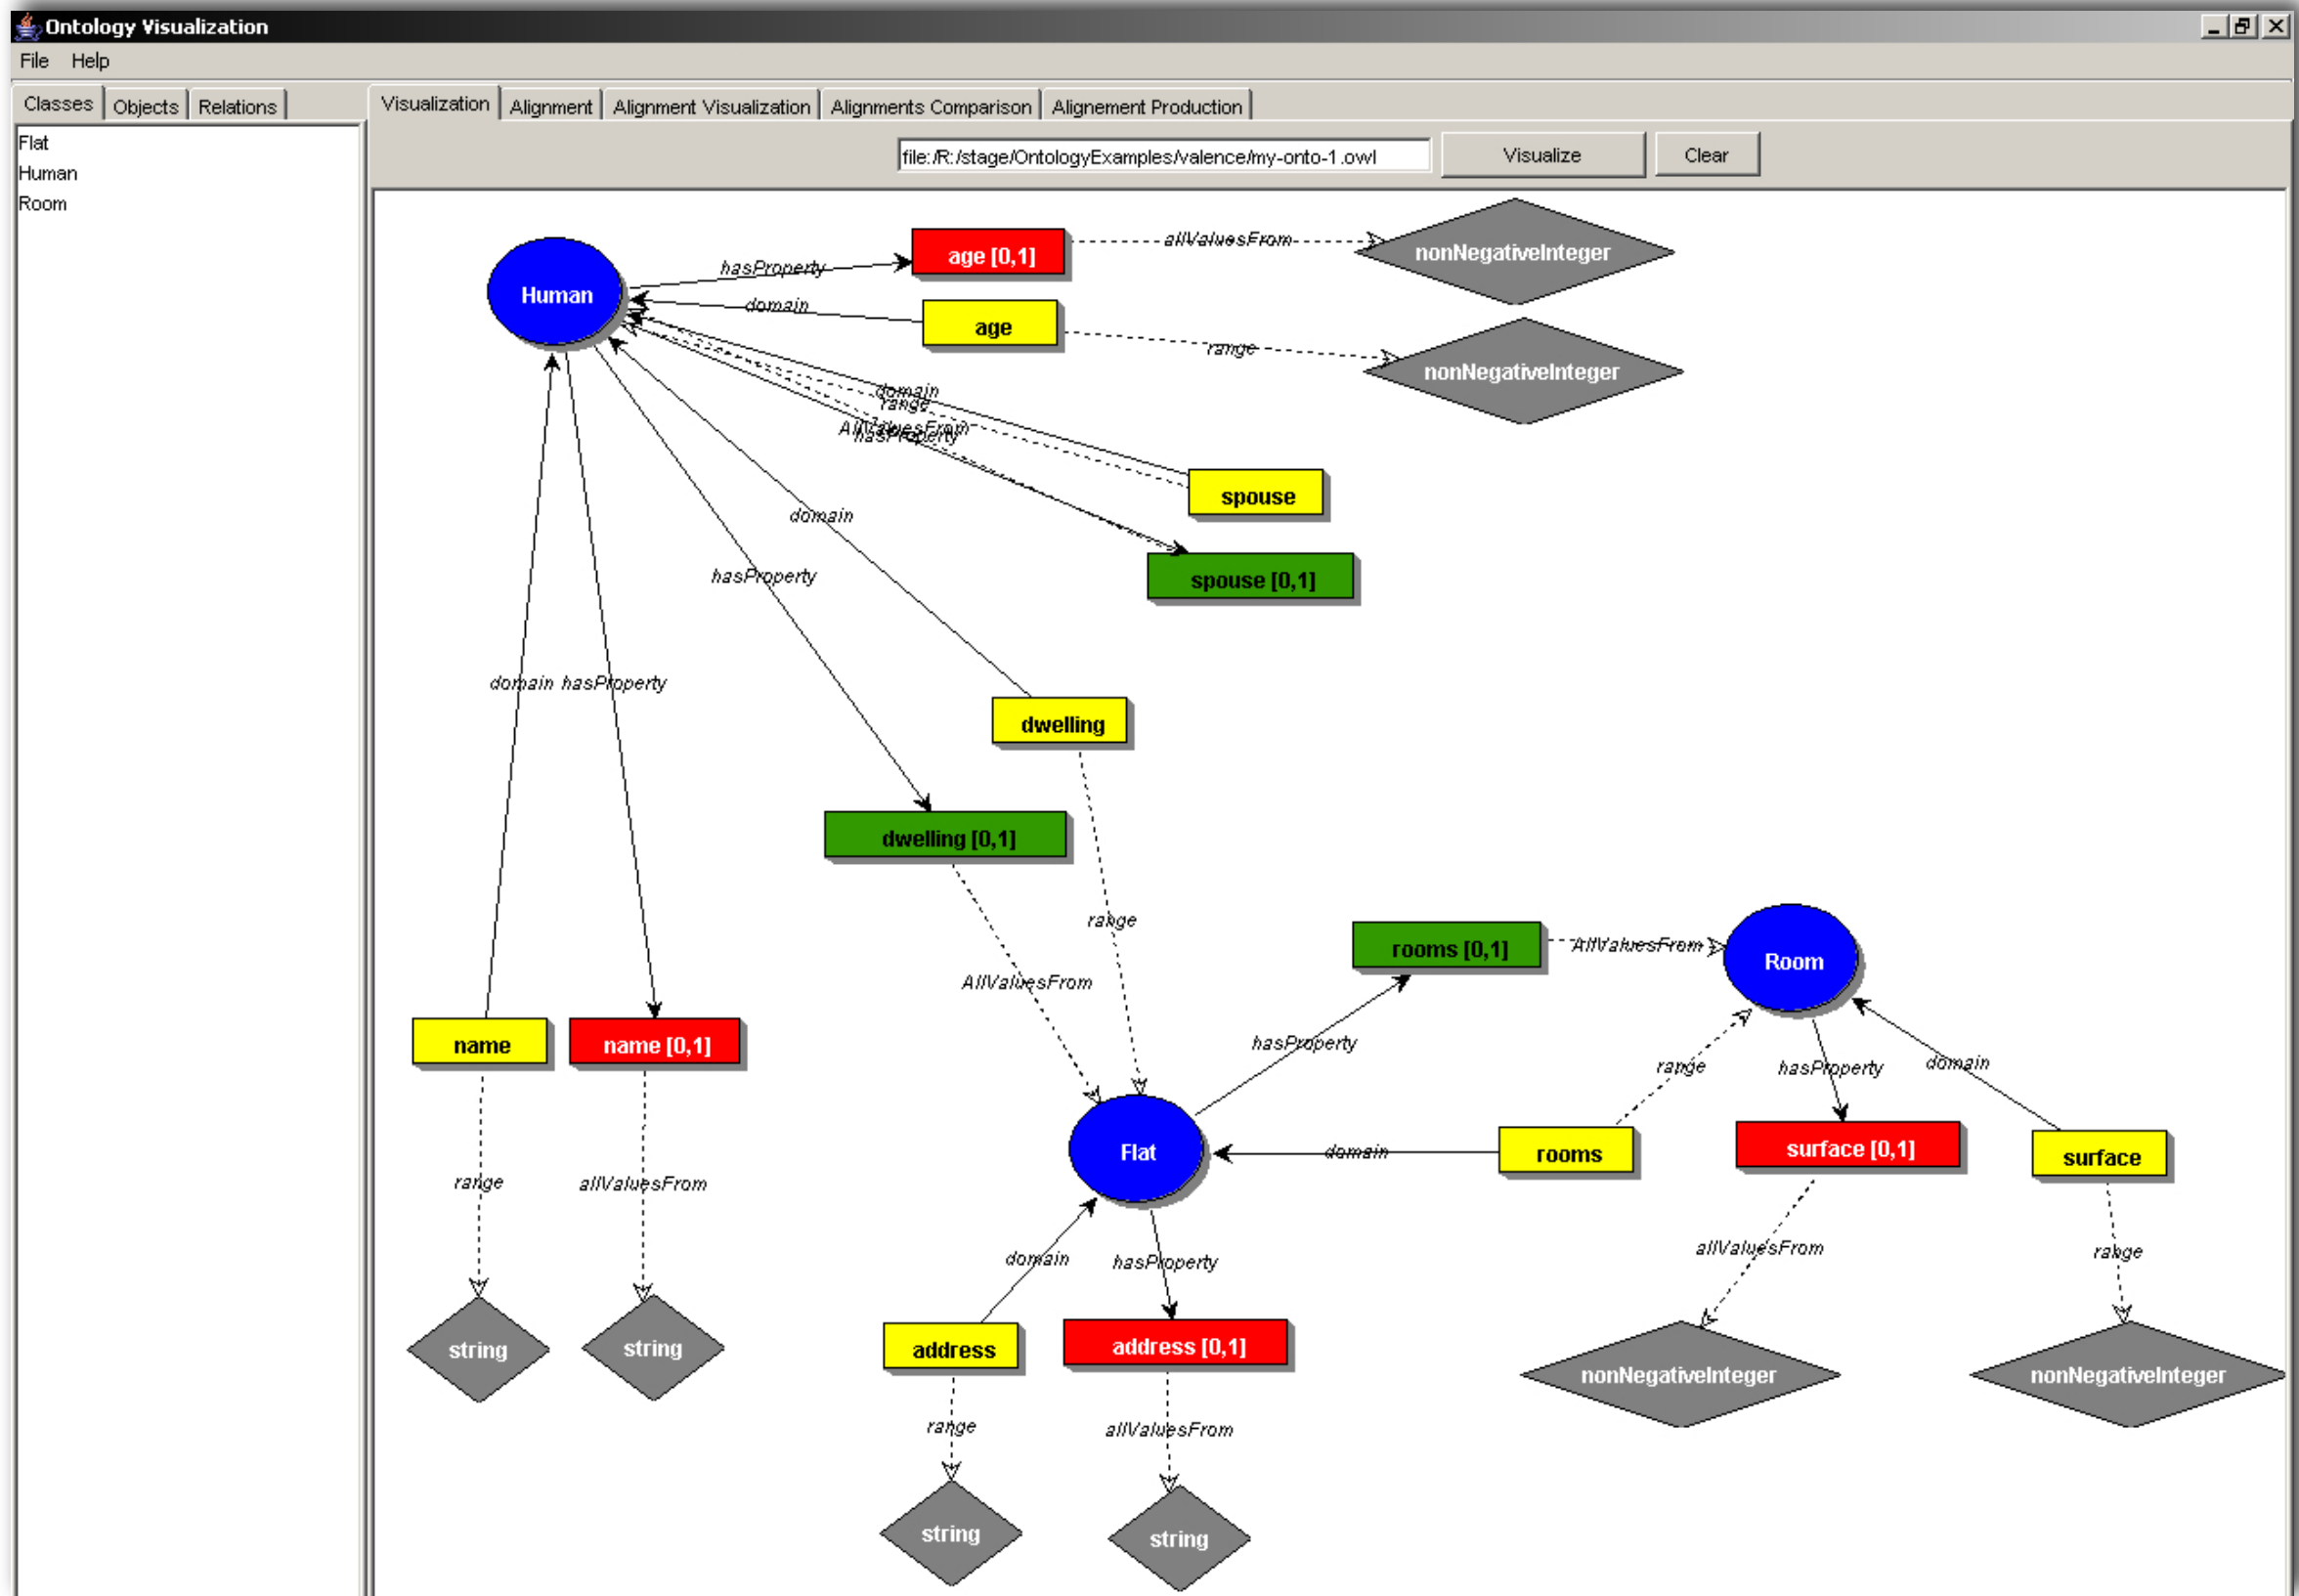 Ontology Visualization
File Help
Classes Objects Relations
Visualization Alignment Alignment Visualization Alignments Comparison Alignement Production
Flat
Human
Room
file:/R:/stage/OntologyExamples/valence/my-onto-1.owl Visualize Clear
Human
hasProperty
age [0,1]
allValuesFrom
nonNegativeInteger
domain
age
range
nonNegativeInteger
domain
range
AllValuesFrom
hasProperty
spouse
spouse [0,1]
domain
hasProperty
domain hasProperty
dwelling
dwelling [0,1]
range
AllValuesFrom
rooms [0,1]
AllValuesFrom
Room
name
name [0,1]
hasProperty
range
hasProperty
domain
Flat
domain
rooms
surface [0,1]
surface
range
allValuesFrom
domain
hasProperty
allValuesFrom
range
string
string
address
address [0,1]
nonNegativeInteger
nonNegativeInteger
range
allValuesFrom
string
string